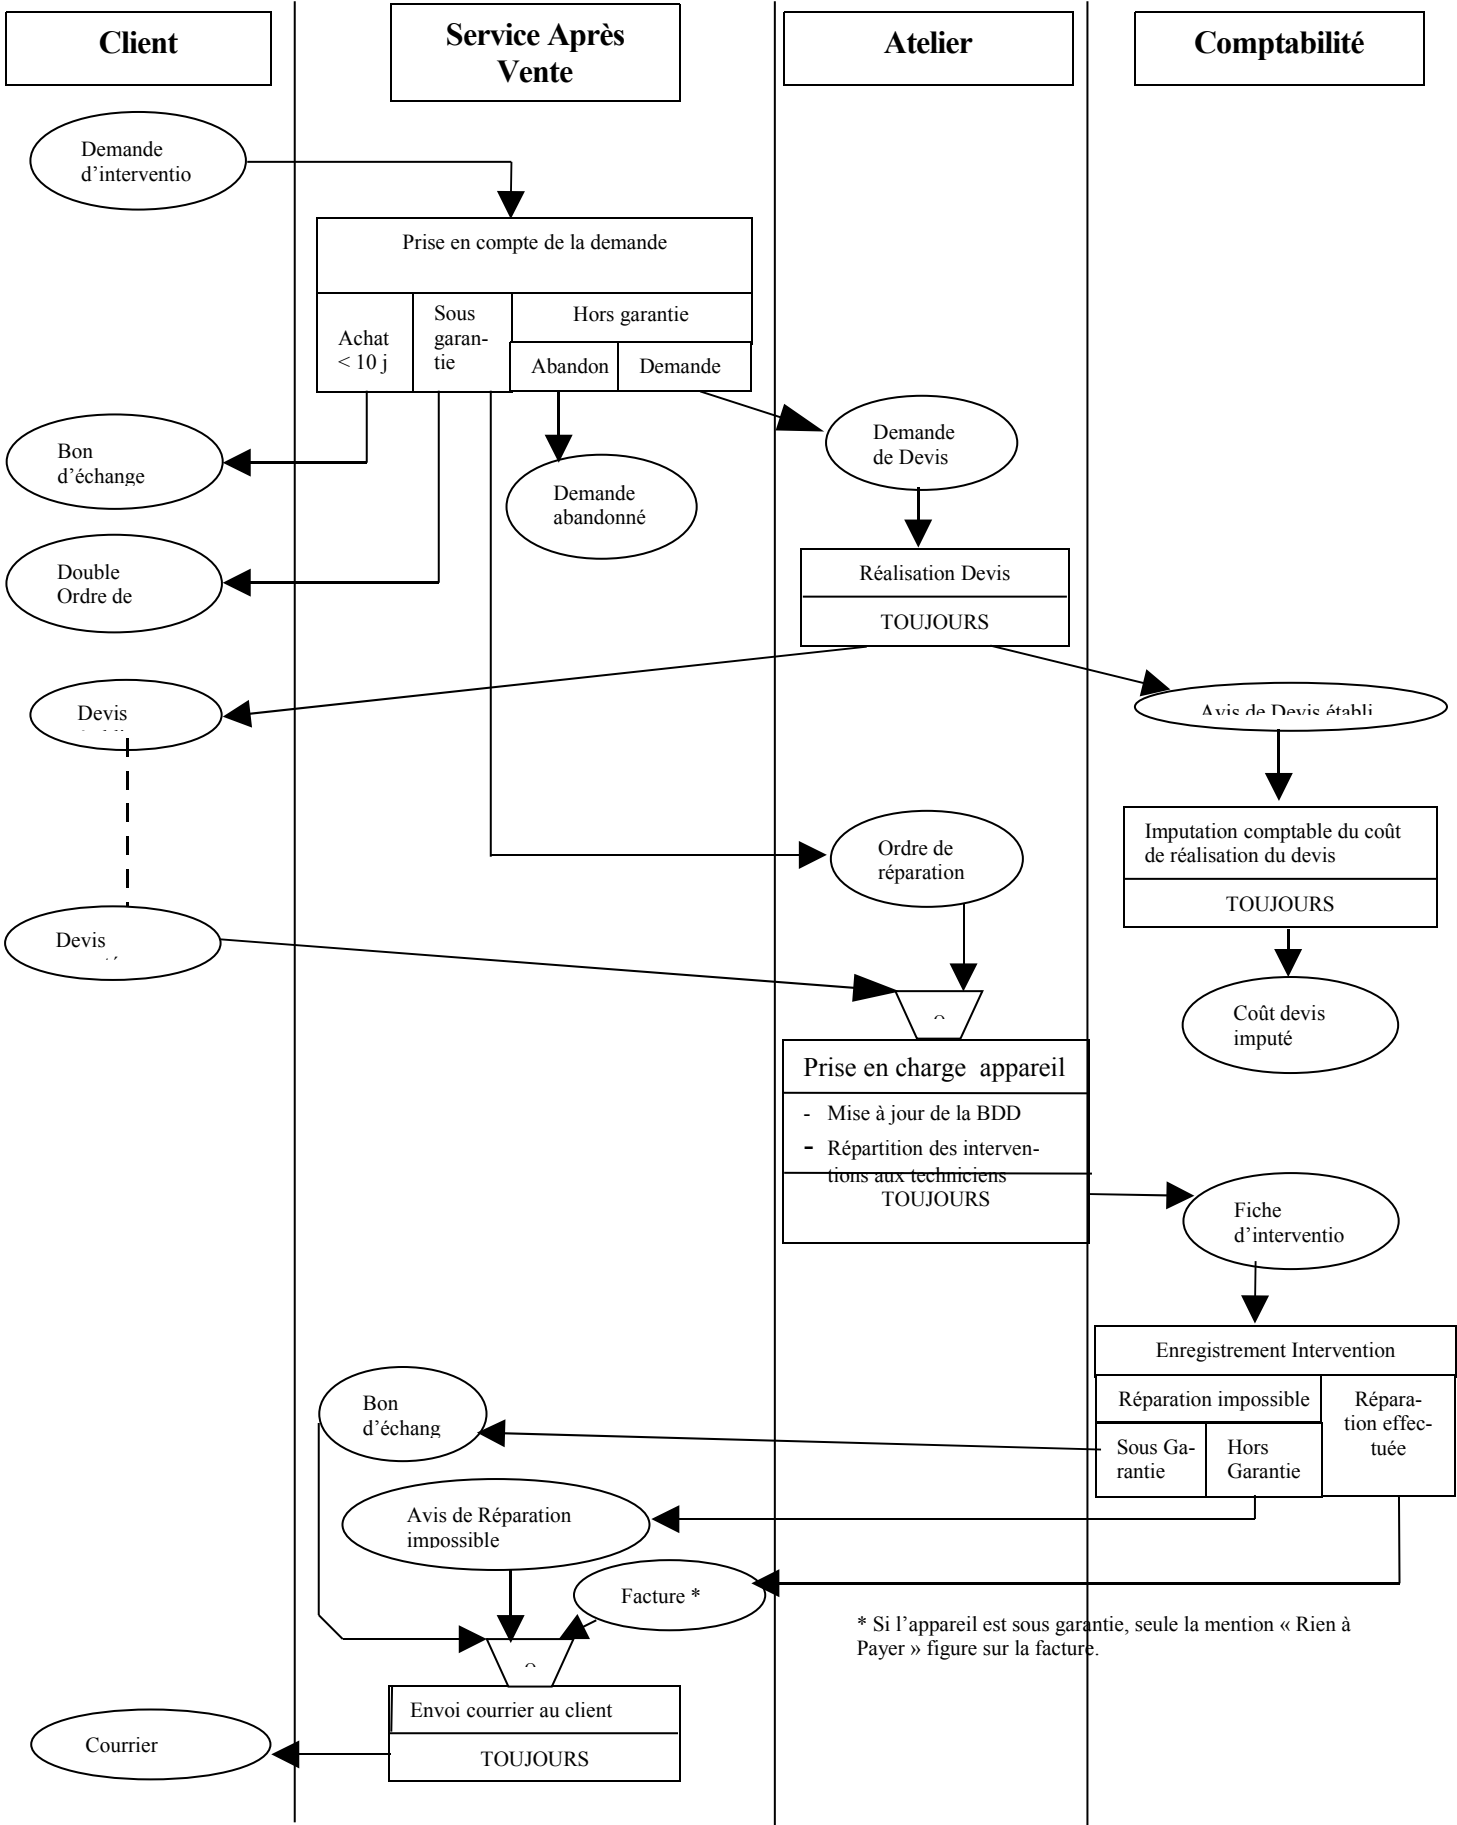 Client
Service Après
Vente
Atelier
Comptabilité
Demande
d'interventio
Prise en compte de la demande
Achat
< 10 j
Sous
garan-
tie
Hors garantie
Abandon
Demande
Bon
d'échange
Demande
abandonné
Demande
de Devis
Double
Ordre de
Réalisation Devis
TOUJOURS
Devis
Avis de Devis établi
Imputation comptable du coût
de réalisation du devis
TOUJOURS
Ordre de
réparation
Devis
Coût devis
imputé
Prise en charge appareil
- Mise à jour de la BDD
- Répartition des interven-
tions aux techniciens
TOUJOURS
Fiche
d'interventio
Enregistrement Intervention
Réparation impossible
Répara-
tion effec-
tuée
Sous Ga-
rantie
Hors
Garantie
Bon
d'échang
Avis de Réparation
impossible
Facture *
* Si l'appareil est sous garantie, seule la mention « Rien à
Payer » figure sur la facture.
Envoi courrier au client
TOUJOURS
Courrier